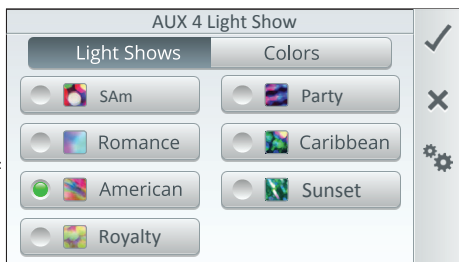 AUX 4 Light Show
Light Shows
Colors
SAm
Party
Romance
Caribbean
American
Sunset
Royalty